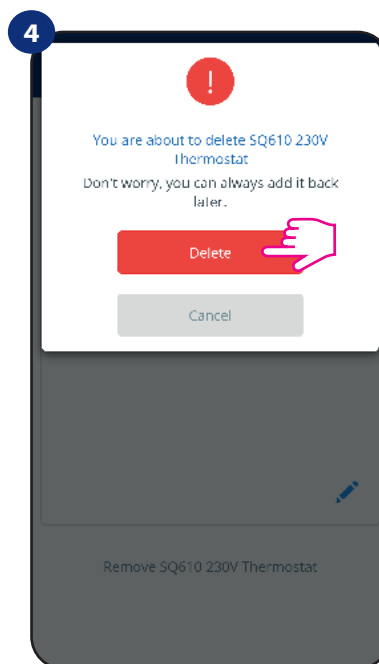 4
!
You are about to delete SQ610 230V
Thermostat
Don't worry, you can always add it back
later.
Delete
Cancel
Remove SQ610 230V Thermostat